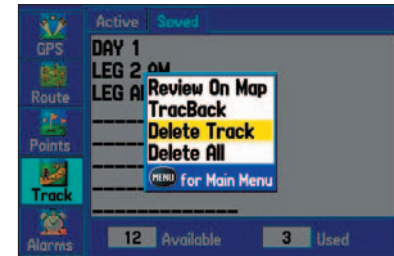 Active Saved
GPS
DAY 1
LEG 2 AM
LEG A
Review On Map
TracBack
Delete Track
Delete All
MENU for Main Menu
Route
Points
Track
Alarms
12 Available 3 Used